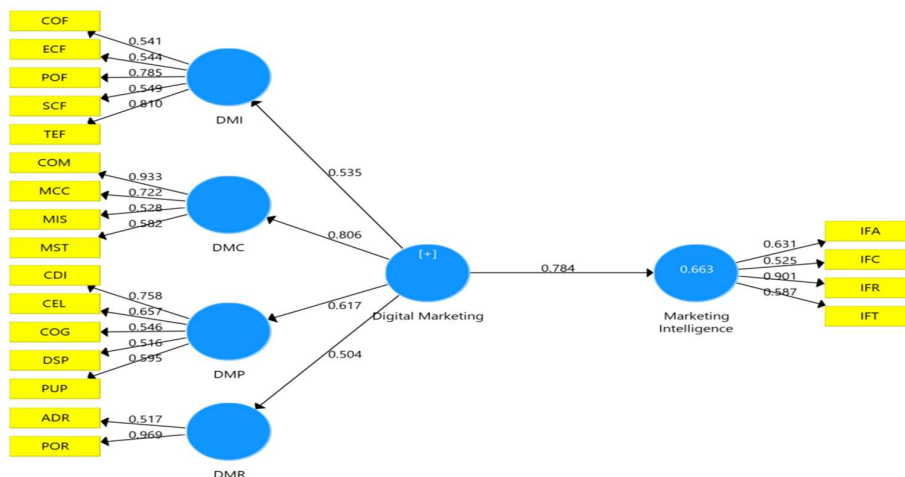 COF
ECF
POF
SCF
TEF
0.541
0.544
0.785
0.549
0.810
DMI
COM
MCC
MIS
MST
0.933
0.722
0.528
0.582
DMC
CDI
CEL
COG
DSP
PUP
0.758
0.657
0.546
0.516
0.595
DMP
ADR
POR
0.517
0.969
DMR
0.535
0.806
0.617
0.504
[+]
Digital Marketing
0.784
0.663
Marketing
Intelligence
0.631
0.525
0.901
0.587
IFA
IFC
IFR
IFT